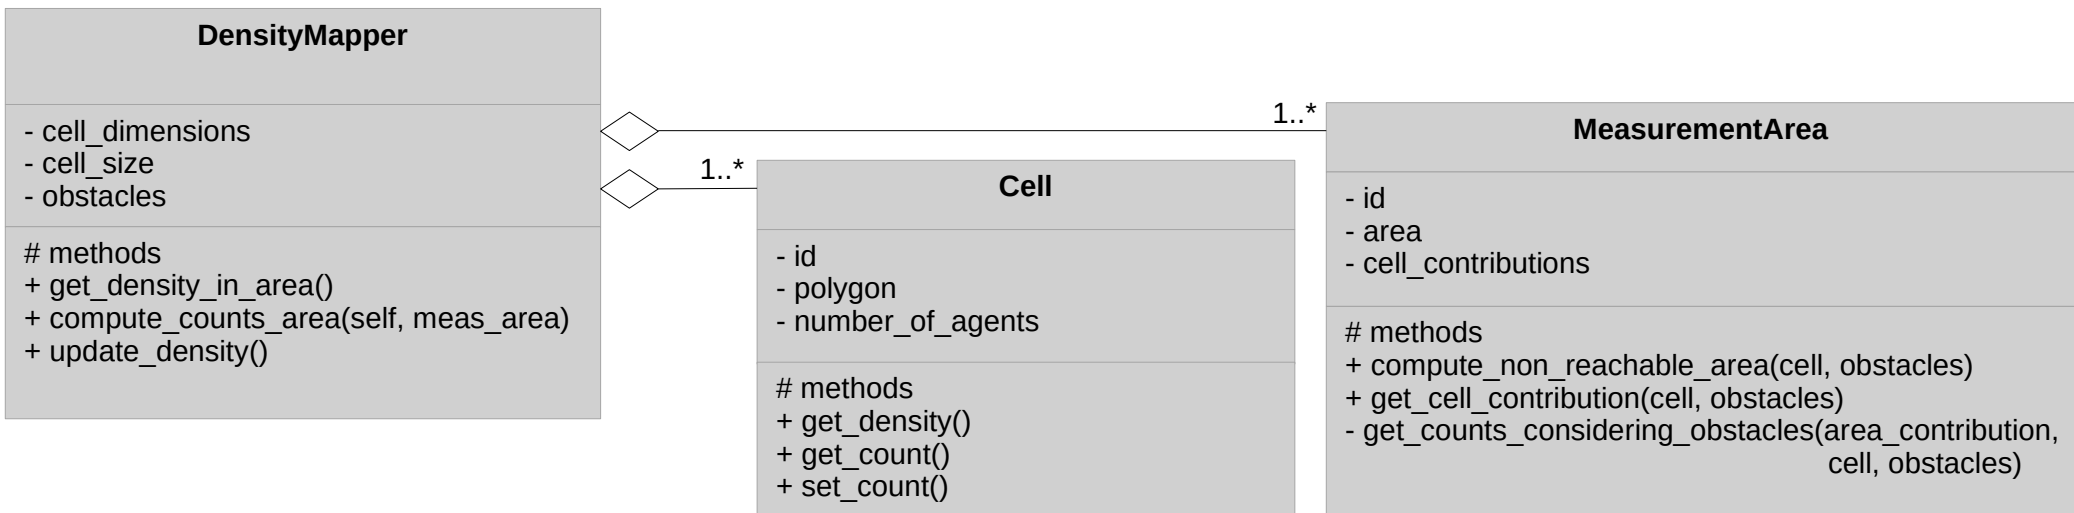 DensityMapper
- cell_dimensions
- cell_size
- obstacles
# methods
+ get_density_in_area()
+ compute_counts_area(self, meas_area)
+ update_density()
1..*
1..*
Cell
- id
- polygon
- number_of_agents
# methods
+ get_density()
+ get_count()
+ set_count()
MeasurementArea
- id
- area
- cell_contributions
# methods
+ compute_non_reachable_area(cell, obstacles)
+ get_cell_contribution(cell, obstacles)
- get_counts_considering_obstacles(area_contribution,
cell, obstacles)